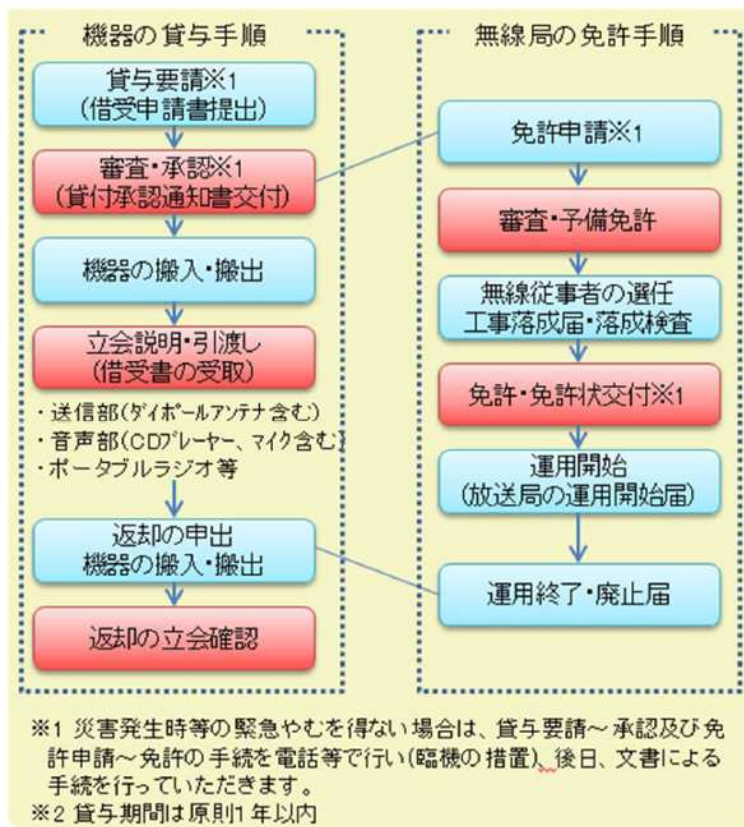 機器の貸与手順
貸与要請※1
(借受申請書提出)
審査・承認※1
(貸付承認通知書交付)
機器の搬入・搬出
立会説明・引渡し
(借受書の受取)
・送信部(ダイポールアンテナ含む)
・音声部(CDプレーヤー、マイク含む)
・ポータブルラジオ等
返却の申出
機器の搬入・搬出
返却の立会確認
無線局の免許手順
免許申請※1
審査・予備免許
無線従事者の選任
工事落成届・落成検査
免許・免許状交付※1
運用開始
(放送局の運用開始届)
運用終了・廃止届
※1 災害発生時等の緊急やむを得ない場合は、貸与要請～承認及び免
許申請～免許の手続を電話等で行い(臨機の措置)、後日、文書による
手続を行っていただきます。
※2 貸与期間は原則1年以内